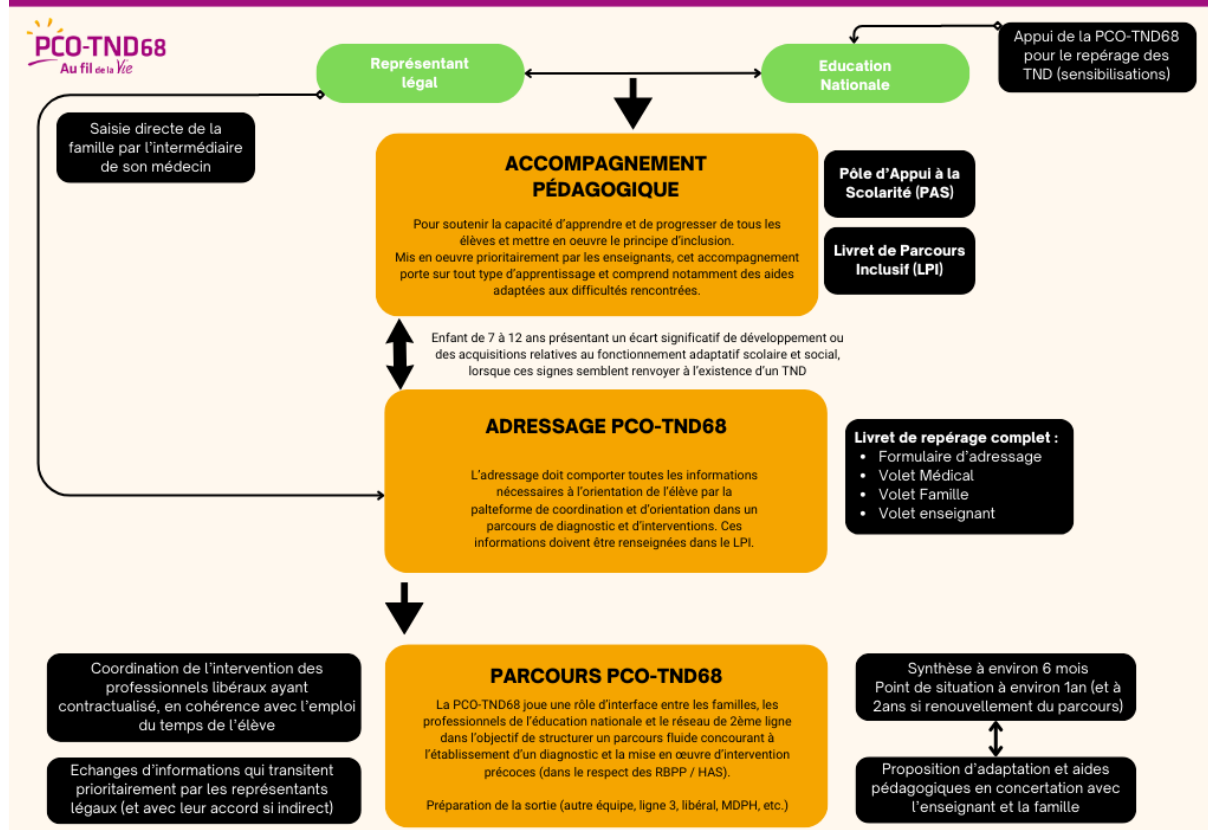 PCO-TND68
Au fil de la Vie
Représentant
légal
Education
Nationale
Appui de la PCO-TND68
pour le repérage des
TND (sensibilisations)
Saisie directe de la
famille par l'intermédiaire
de son médecin
ACCOMPAGNEMENT
PÉDAGOGIQUE
Pour soutenir la capacité d'apprendre et de progresser de tous les
élèves et mettre en oeuvre le principe d'inclusion.
Mis en oeuvre prioritairement par les enseignants, cet accompagnement
porte sur tout type d'apprentissage et comprend notamment des aides
adaptées aux difficultés rencontrées.
Pôle d'Appui à la
Scolarité (PAS)
Livret de Parcours
Inclusif (LPI)
Enfant de 7 à 12 ans présentant un écart significatif de développement ou
des acquisitions relatives au fonctionnement adaptatif scolaire et social,
lorsque ces signes semblent renvoyer à l'existence d'un TND
ADRESSAGE PCO-TND68
L'adressage doit comporter toutes les informations
nécessaires à l'orientation de l'élève par la
palteforme de coordination et d'orientation dans un
parcours de diagnostic et d'interventions. Ces
informations doivent être renseignées dans le LPI.
Livret de repérage complet :
• Formulaire d'adressage
• Volet Médical
• Volet Famille
• Volet enseignant
Coordination de l'intervention des
professionnels libéraux ayant
contractualisé, en cohérence avec l'emploi
du temps de l'élève
Echanges d'informations qui transitent
prioritairement par les représentants
légaux (et avec leur accord si indirect)
PARCOURS PCO-TND68
La PCO-TND68 joue une rôle d'interface entre les familles, les
professionnels de l'éducation nationale et le réseau de 2ème ligne
dans l'objectif de structurer un parcours fluide concourant à
l'établissement d'un diagnostic et la mise en œuvre d'intervention
précoces (dans le respect des RBPP / HAS).
Préparation de la sortie (autre équipe, ligne 3, libéral, MDPH, etc.)
Synthèse à environ 6 mois
Point de situation à environ 1an (et à
2ans si renouvellement du parcours)
Proposition d'adaptation et aides
pédagogiques en concertation avec
l'enseignant et la famille